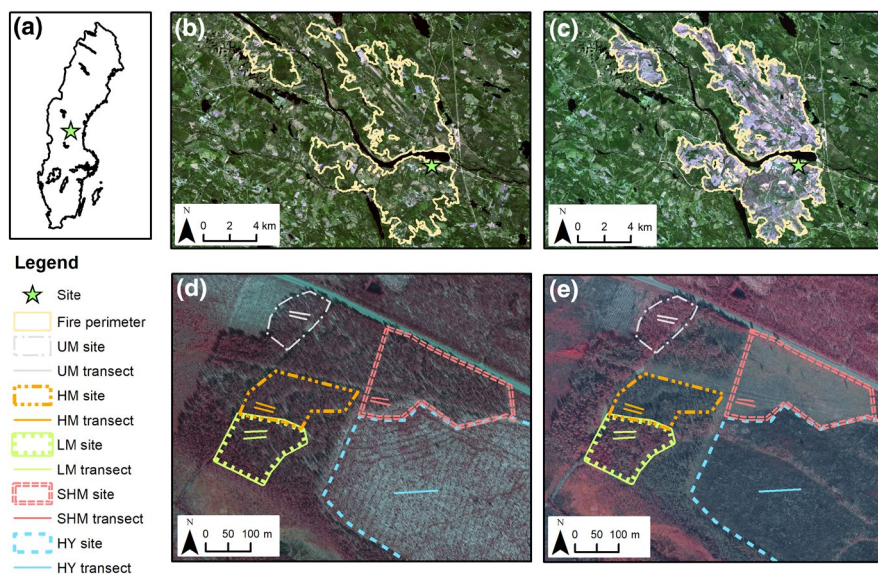 (a)
(b)
N
0 2 4 km
(c)
N
0 2 4 km
Legend
Site
Fire perimeter
UM site
UM transect
HM site
HM transect
LM site
LM transect
SHM site
SHM transect
HY site
HY transect
(d)
N
0 50 100 m
(e)
N
0 50 100 m